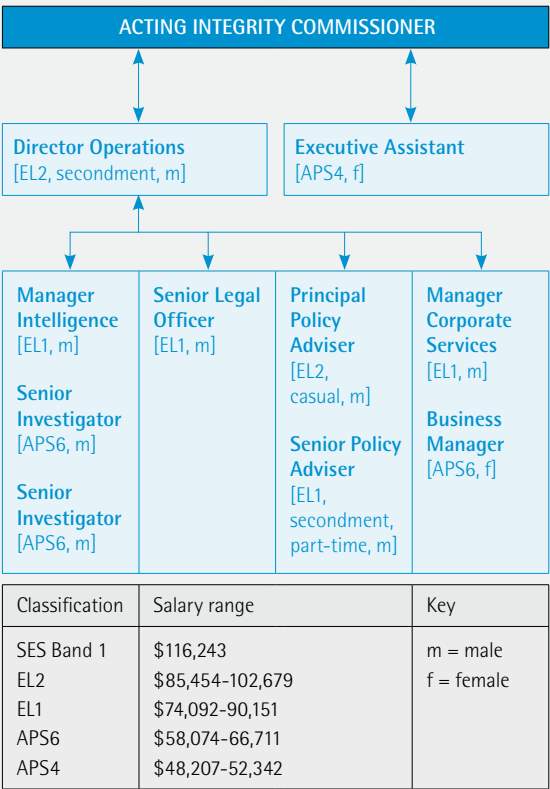 ACTING INTEGRITY COMMISSIONER
Director Operations
[EL2, secondment, m]
Executive Assistant
[APS4, f]
Manager
Intelligence
[EL1, m]
Senior
Investigator
[APS6, m]
Senior
Investigator
[APS6, m]
Senior Legal
Officer
[EL1, m]
Principal
Policy
Adviser
[EL2,
casual, m]
Senior Policy
Adviser
[EL1,
secondment,
part-time, m]
Manager
Corporate
Services
[EL1, m]
Business
Manager
[APS6, f]
Classification Salary range Key
SES Band 1 $116,243 m = male
EL2 $85,454-102,679 f = female
EL1 $74,092-90,151
APS6 $58,074-66,711
APS4 $48,207-52,342